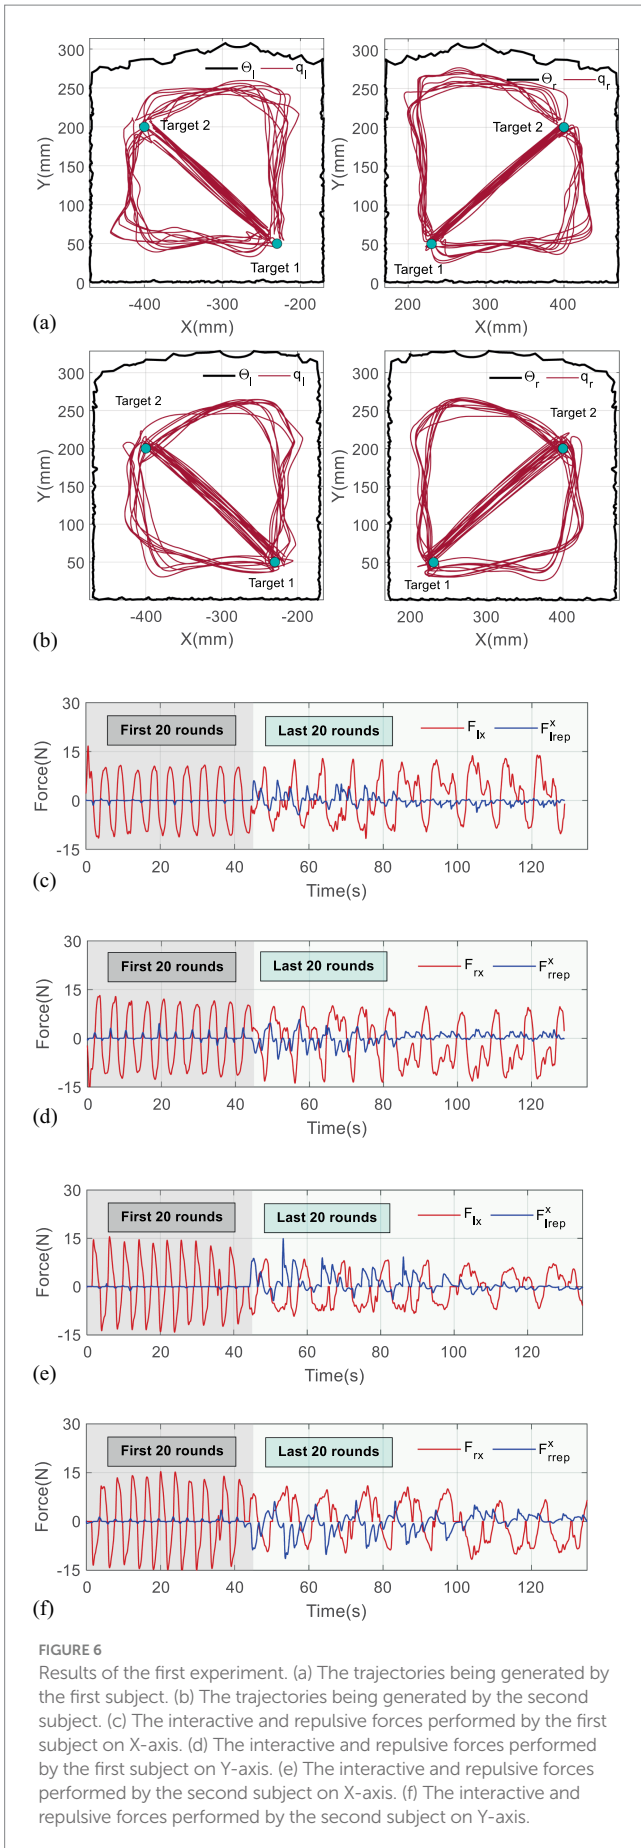 300
250
200
150
100
50
0
Y(mm)
Θl ql
Target 2
Target 1
-400 -300 -200
X(mm)
300
250
200
150
100
50
0
Y(mm)
Θr qr
Target 2
Target 1
200 300 400
X(mm)
(a)
300
250
200
150
100
50
Y(mm)
Θl ql
Target 2
Target 1
-400 -300 -200
X(mm)
300
250
200
150
100
50
Y(mm)
Θr qr
Target 2
Target 1
200 300 400
X(mm)
(b)
30
15
0
-15
Force(N)
First 20 rounds Last 20 rounds Flx Fxlrep
0 20 40 60 80 100 120
Time(s)
(c)
30
15
0
-15
Force(N)
First 20 rounds Last 20 rounds Frx Fxrrep
0 20 40 60 80 100 120
Time(s)
(d)
30
15
0
-15
Force(N)
First 20 rounds Last 20 rounds Flx Fxlrep
0 20 40 60 80 100 120
Time(s)
(e)
30
15
0
-15
Force(N)
First 20 rounds Last 20 rounds Frx Fxrrep
0 20 40 60 80 100 120
Time(s)
(f)
FIGURE 6
Results of the first experiment. (a) The trajectories being generated by
the first subject. (b) The trajectories being generated by the second
subject. (c) The interactive and repulsive forces performed by the first
subject on X-axis. (d) The interactive and repulsive forces performed
by the first subject on Y-axis. (e) The interactive and repulsive forces
performed by the second subject on X-axis. (f) The interactive and
repulsive forces performed by the second subject on Y-axis.